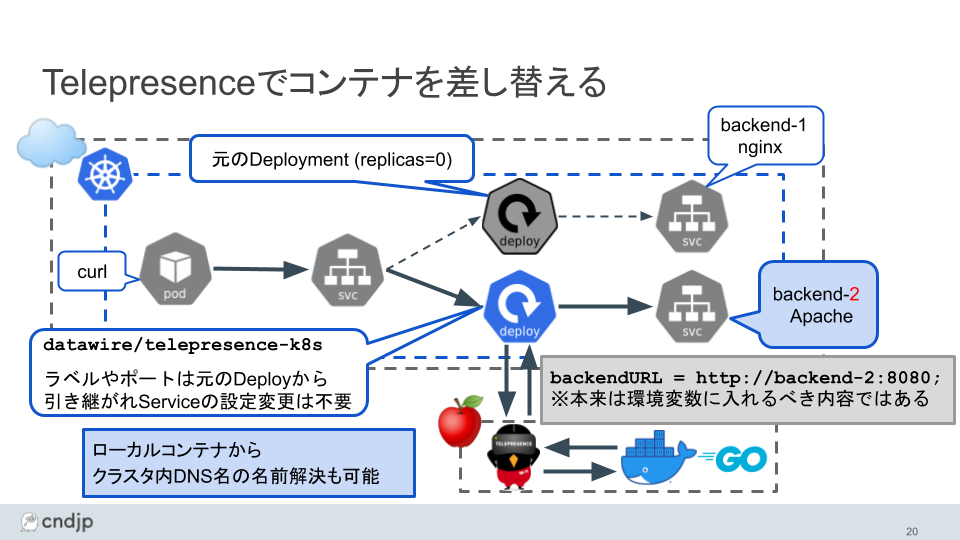 Telepresenceでコンテナを差し替える
元のDeployment (replicas=0)
backend-1
nginx
deploy
svc
curl
pod
svc
deploy
svc
backend-2
Apache
datawire/telepresence-k8s
ラベルやポートは元のDeployから
引き継がれServiceの設定変更は不要
backendURL = http://backend-2:8080;
※本来は環境変数に入れるべき内容ではある
ローカルコンテナから
クラスタ内DNS名の名前解決も可能
TELEPRESENCE
GO
cndjp
20